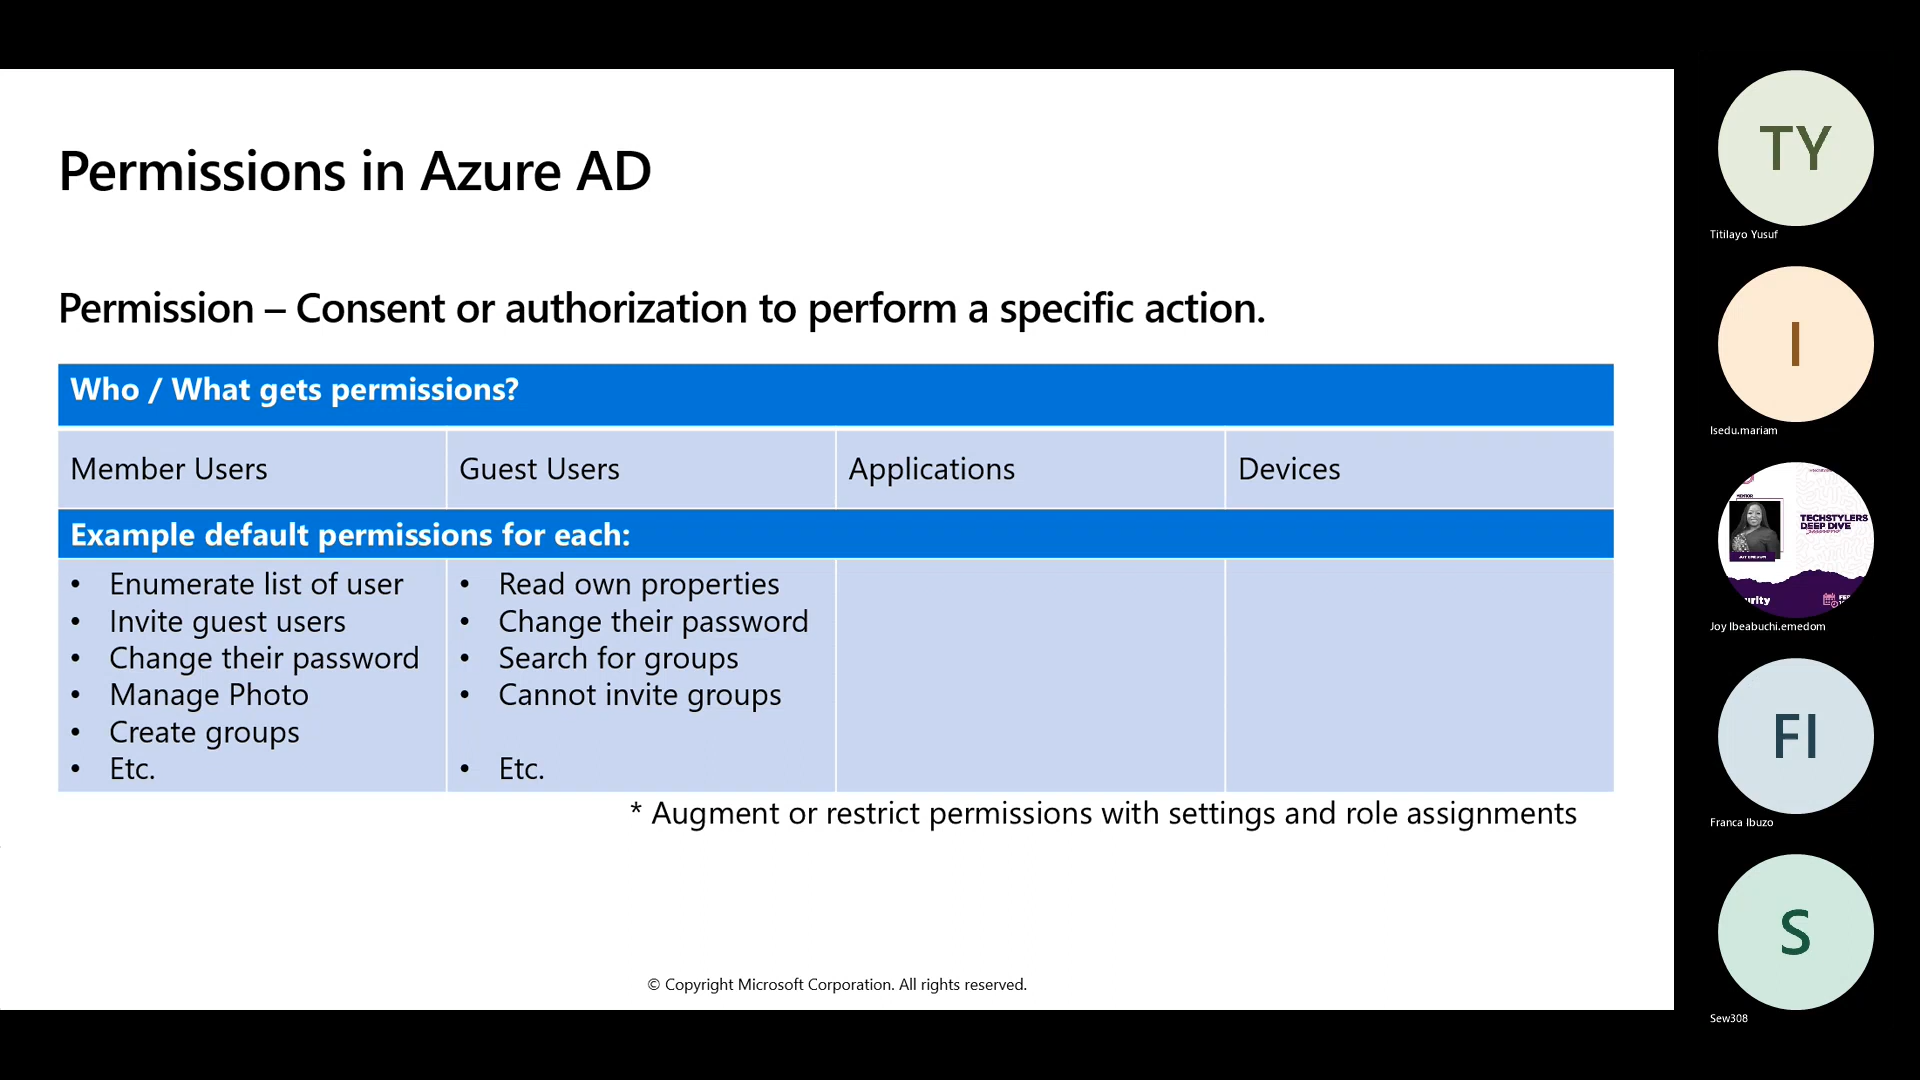 Permissions in Azure AD
Permission – Consent or authorization to perform a specific action.
Who / What gets permissions?
Member Users
Guest Users
Applications
Devices
Example default permissions for each:
• Enumerate list of user
• Invite guest users
• Change their password
• Manage Photo
• Create groups
• Etc.
• Read own properties
• Change their password
• Search for groups
• Cannot invite groups
• Etc.
* Augment or restrict permissions with settings and role assignments
© Copyright Microsoft Corporation. All rights reserved.
TY
Titilayo Yusuf
I
Isedu.mariam
MENTOR
TECHSTYLERS
DEEP DIVE
Joy Ibeabuchi.emedom
FI
Franca Ibuzo
S
Sew308